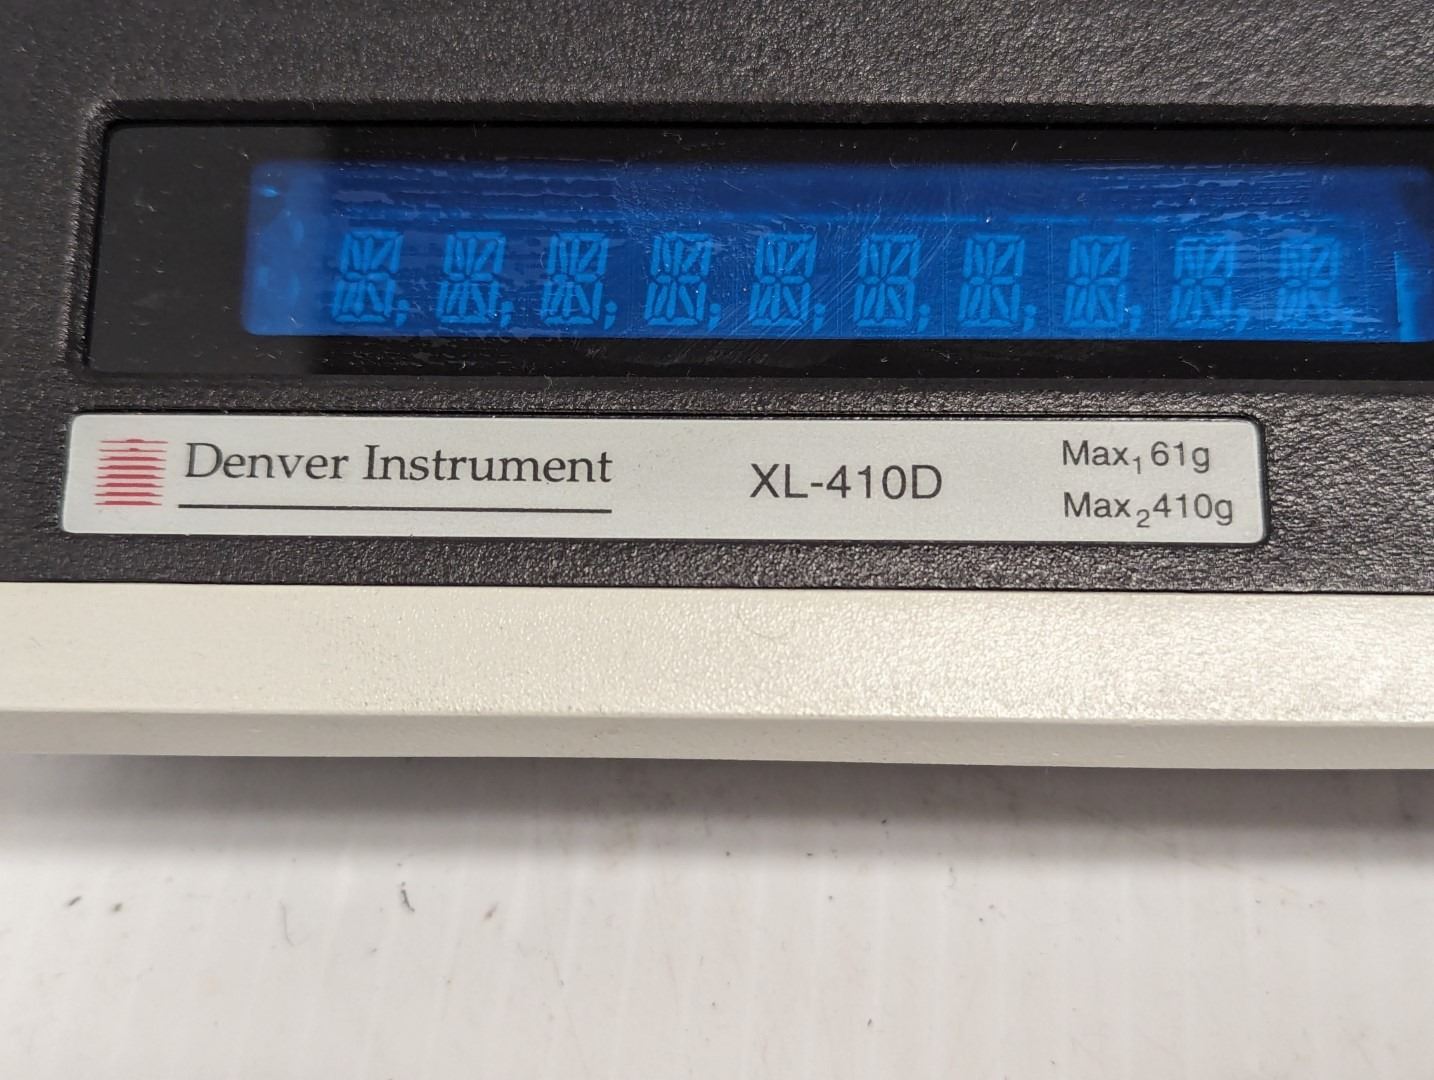 Denver Instrument
XL-410D
Max₁ 61g
Max₂ 410g